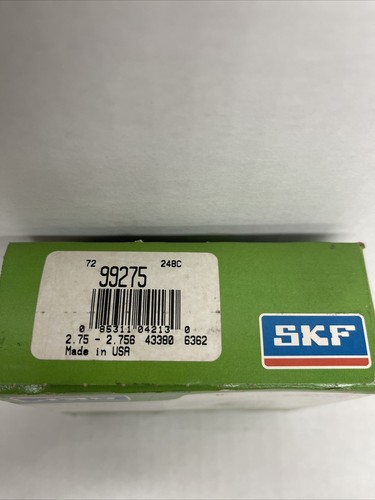 72 248C
99275
0 85311 04213 0
2.75 - 2.756 43380 6362
Made in USA
SKF